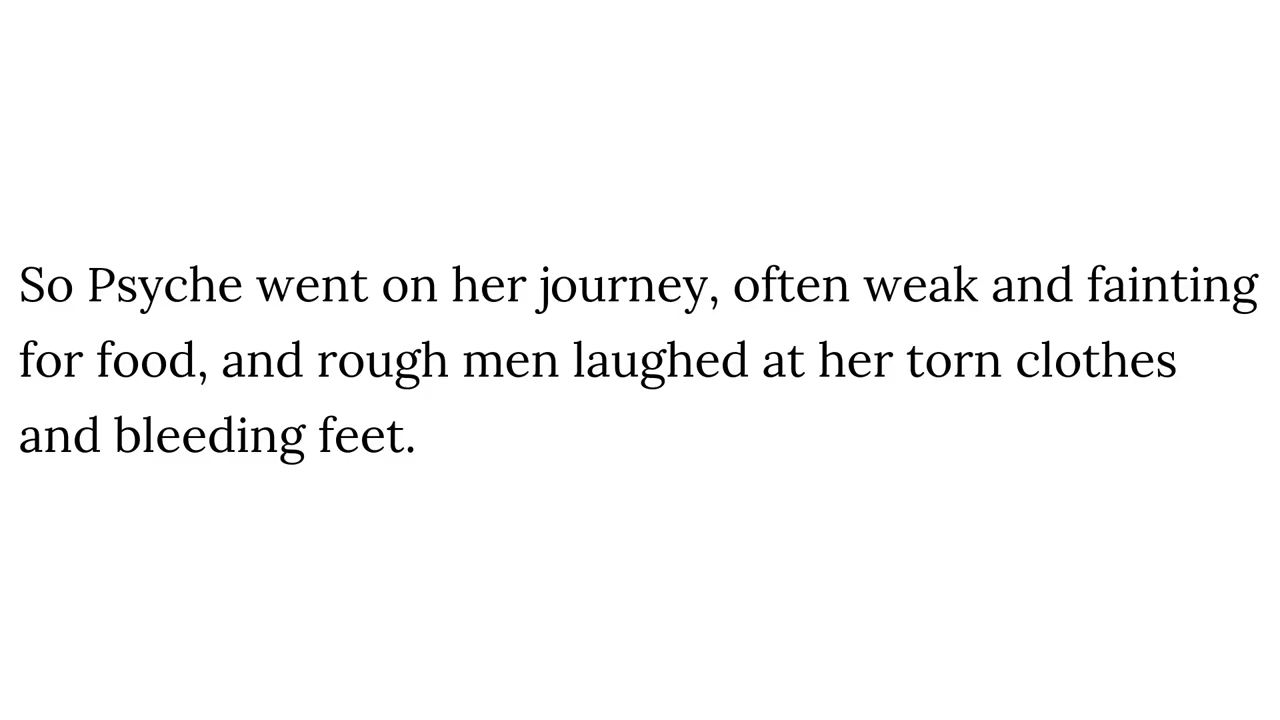 So Psyche went on her journey, often weak and fainting
for food, and rough men laughed at her torn clothes
and bleeding feet.